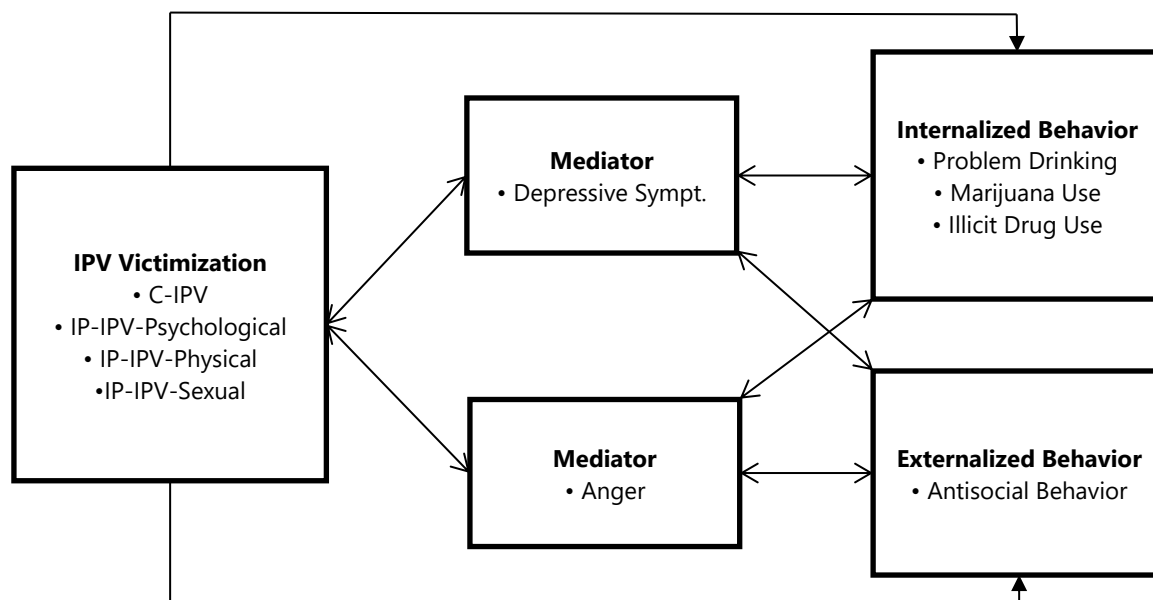 IPV Victimization
• C-IPV
• IP-IPV-Psychological
• IP-IPV-Physical
•IP-IPV-Sexual
Mediator
• Depressive Sympt.
Mediator
• Anger
Internalized Behavior
• Problem Drinking
• Marijuana Use
• Illicit Drug Use
Externalized Behavior
• Antisocial Behavior